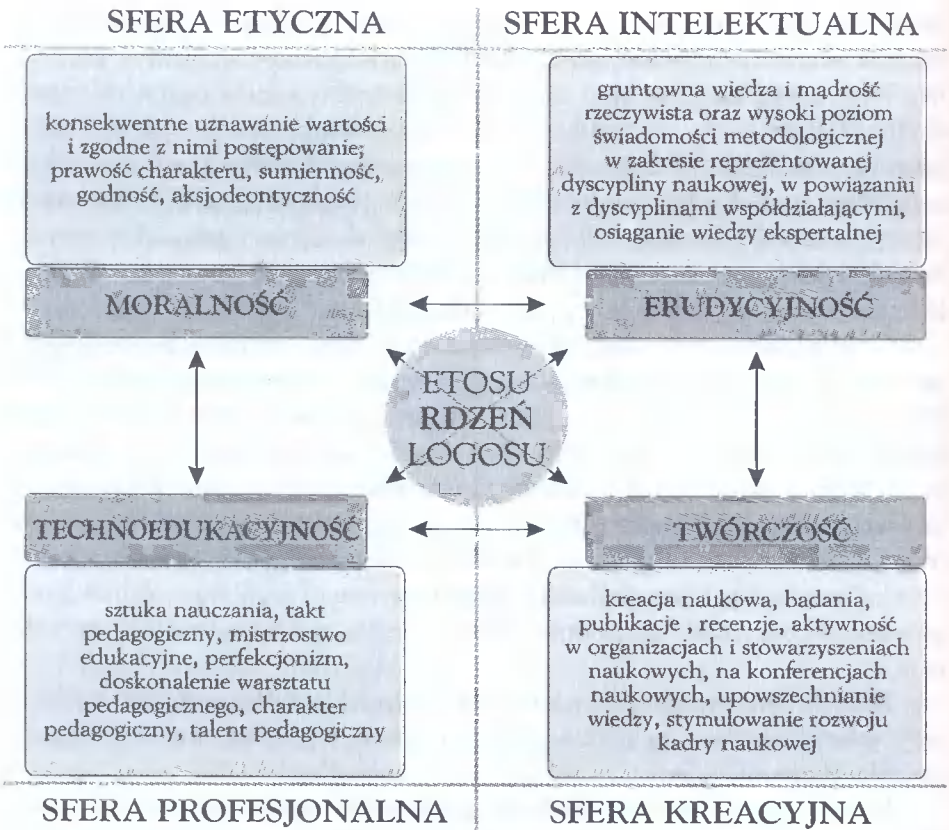 SFERA ETYCZNA
SFERA INTELEKTUALNA
konsekwentne uznawanie wartości
i zgodne z nimi postępowanie;
prawość charakteru, sumienność,
godność, aksjodeontyczność
MORALNOŚĆ
gruntowna wiedza i mądrość
rzeczywista oraz wysoki poziom
świadomości metodologicznej
w zakresie reprezentowanej
dyscypliny naukowej, w powiązaniu
z dyscyplinami współdziałającymi,
osiąganie wiedzy ekspertalnej
ERUDYCYJNOŚĆ
ETOSU
RDZEŃ
LOGOSU
TECHNOEDUKACYJNOŚĆ
sztuka nauczania, takt
pedagogiczny, mistrzostwo
edukacyjne, perfekcjonizm,
doskonalenie warsztatu
pedagogicznego, charakter
pedagogiczny, talent pedagogiczny
TWÓRCZOŚĆ
kreacja naukowa, badania,
publikacje , recenzje, aktywność
w organizacjach i stowarzyszeniach
naukowych, na konferencjach
naukowych, upowszechnianie
wiedzy, stymulowanie rozwoju
kadry naukowej
SFERA PROFESJONALNA
SFERA KREACYJNA